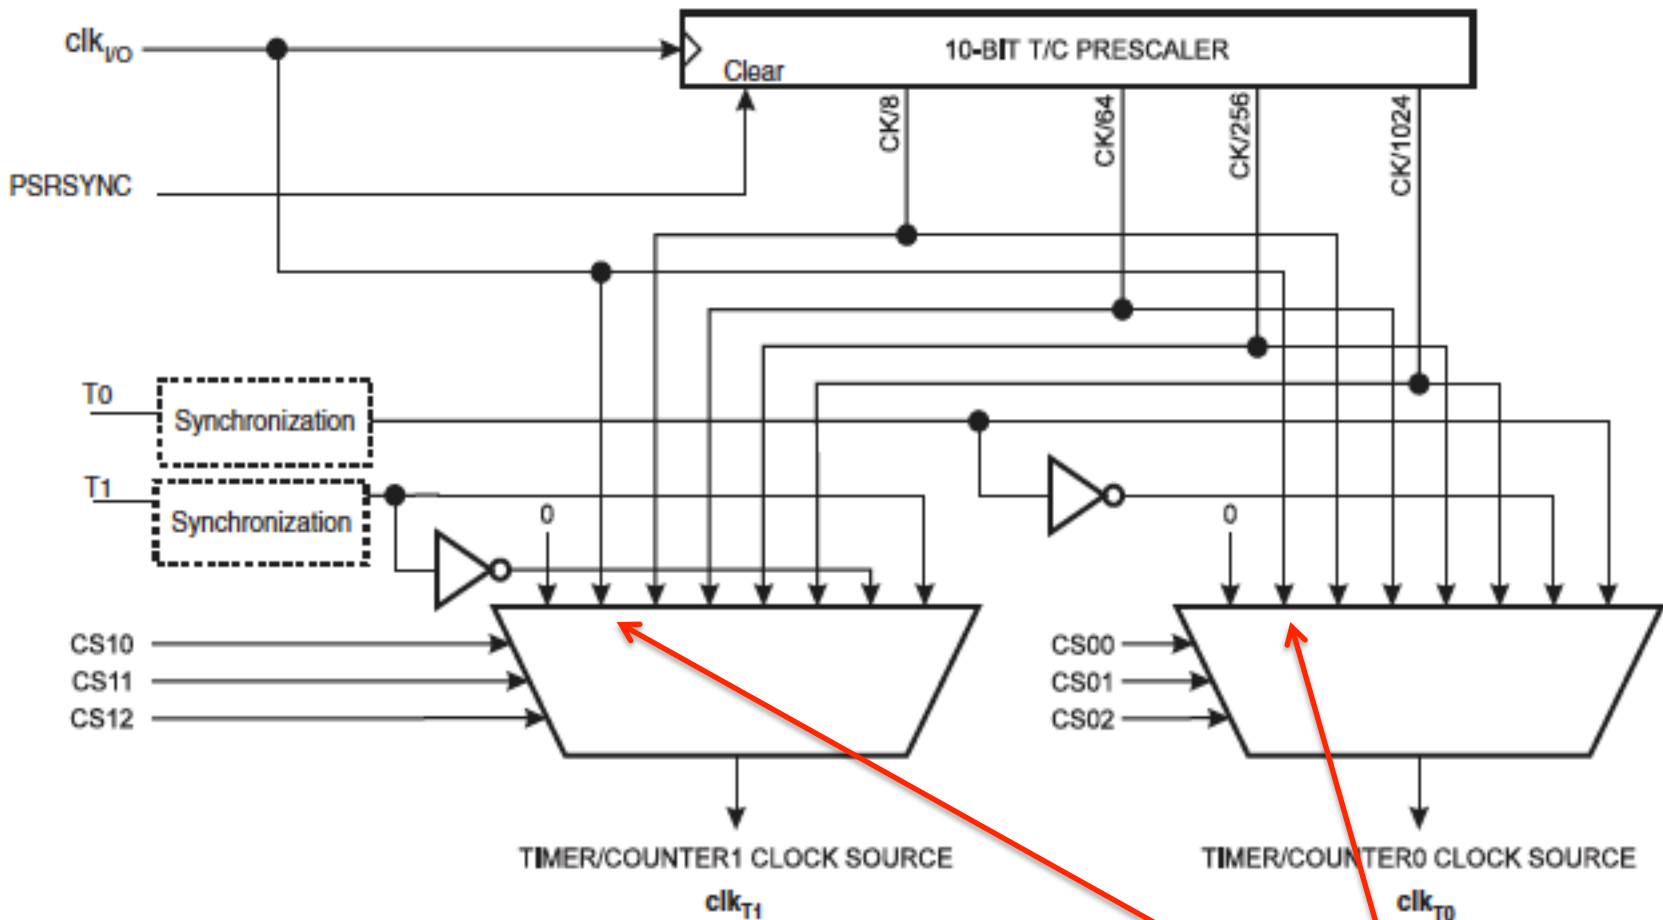 clkI/O
10-BIT T/C PRESCALER
Clear
CK/8
CK/64
CK/256
CK/1024
PSRSYNC
T0
Synchronization
T1
Synchronization
0
0
CS10
CS11
CS12
CS00
CS01
CS02
TIMER/COUNTER1 CLOCK SOURCE
clkT1
TIMER/COUNTER0 CLOCK SOURCE
clkT0